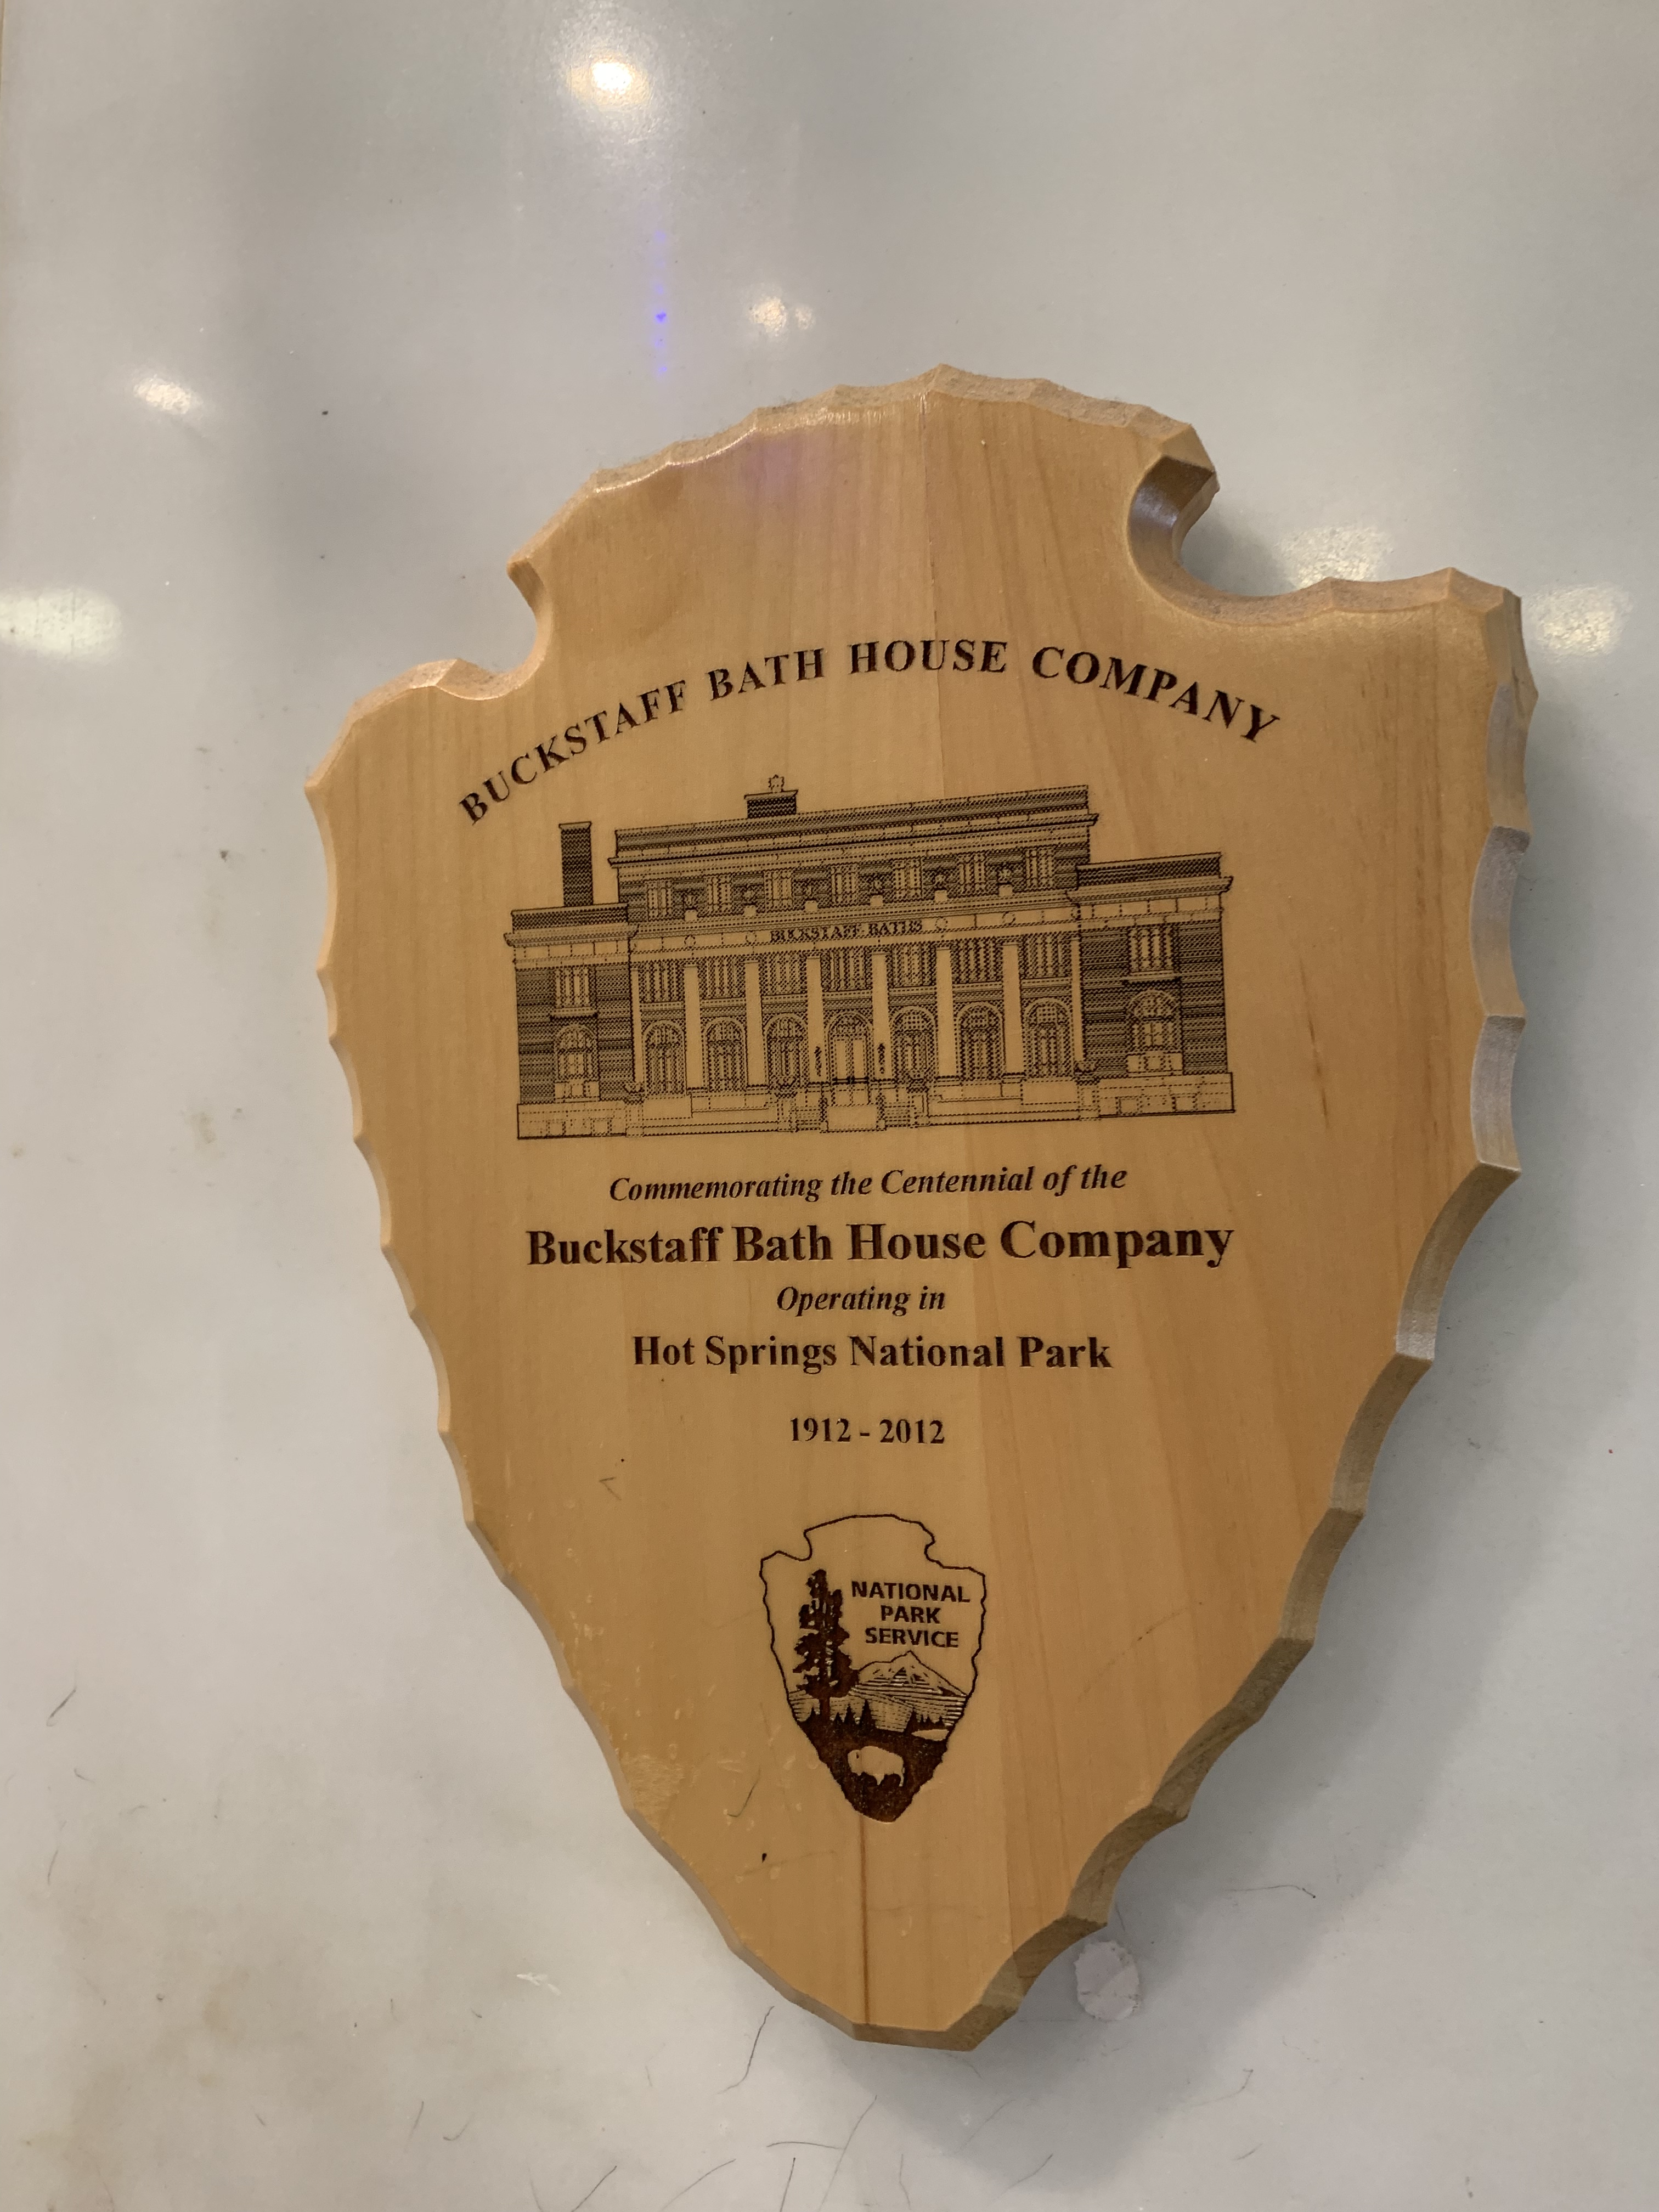 BUCKSTAFF BATH HOUSE COMPANY
BUCKSTAFF BATHS
Commemorating the Centennial of the
Buckstaff Bath House Company
Operating in
Hot Springs National Park
1912 - 2012
NATIONAL
PARK
SERVICE